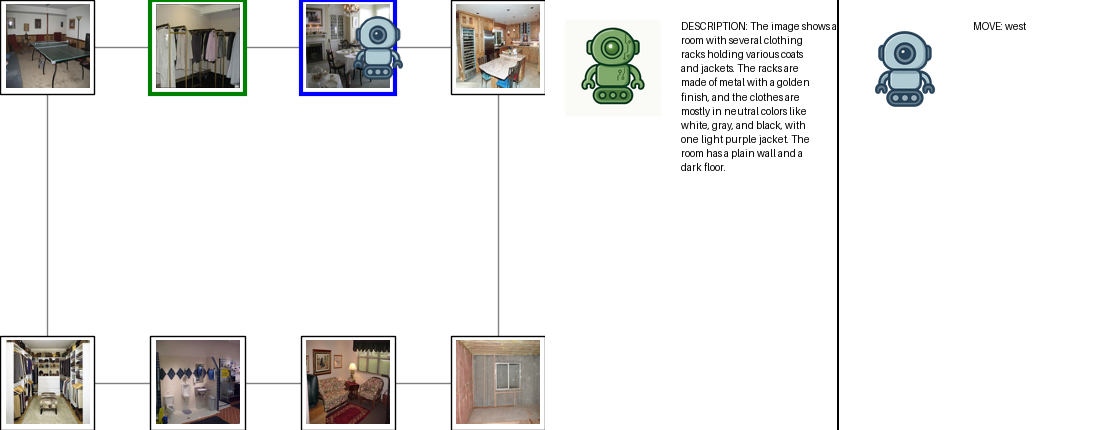 DESCRIPTION: The image shows a
room with several clothing
racks holding various coats
and jackets. The racks are
made of metal with a golden
finish, and the clothes are
mostly in neutral colors like
white, gray, and black, with
one light purple jacket. The
room has a plain wall and a
dark floor.
MOVE: west